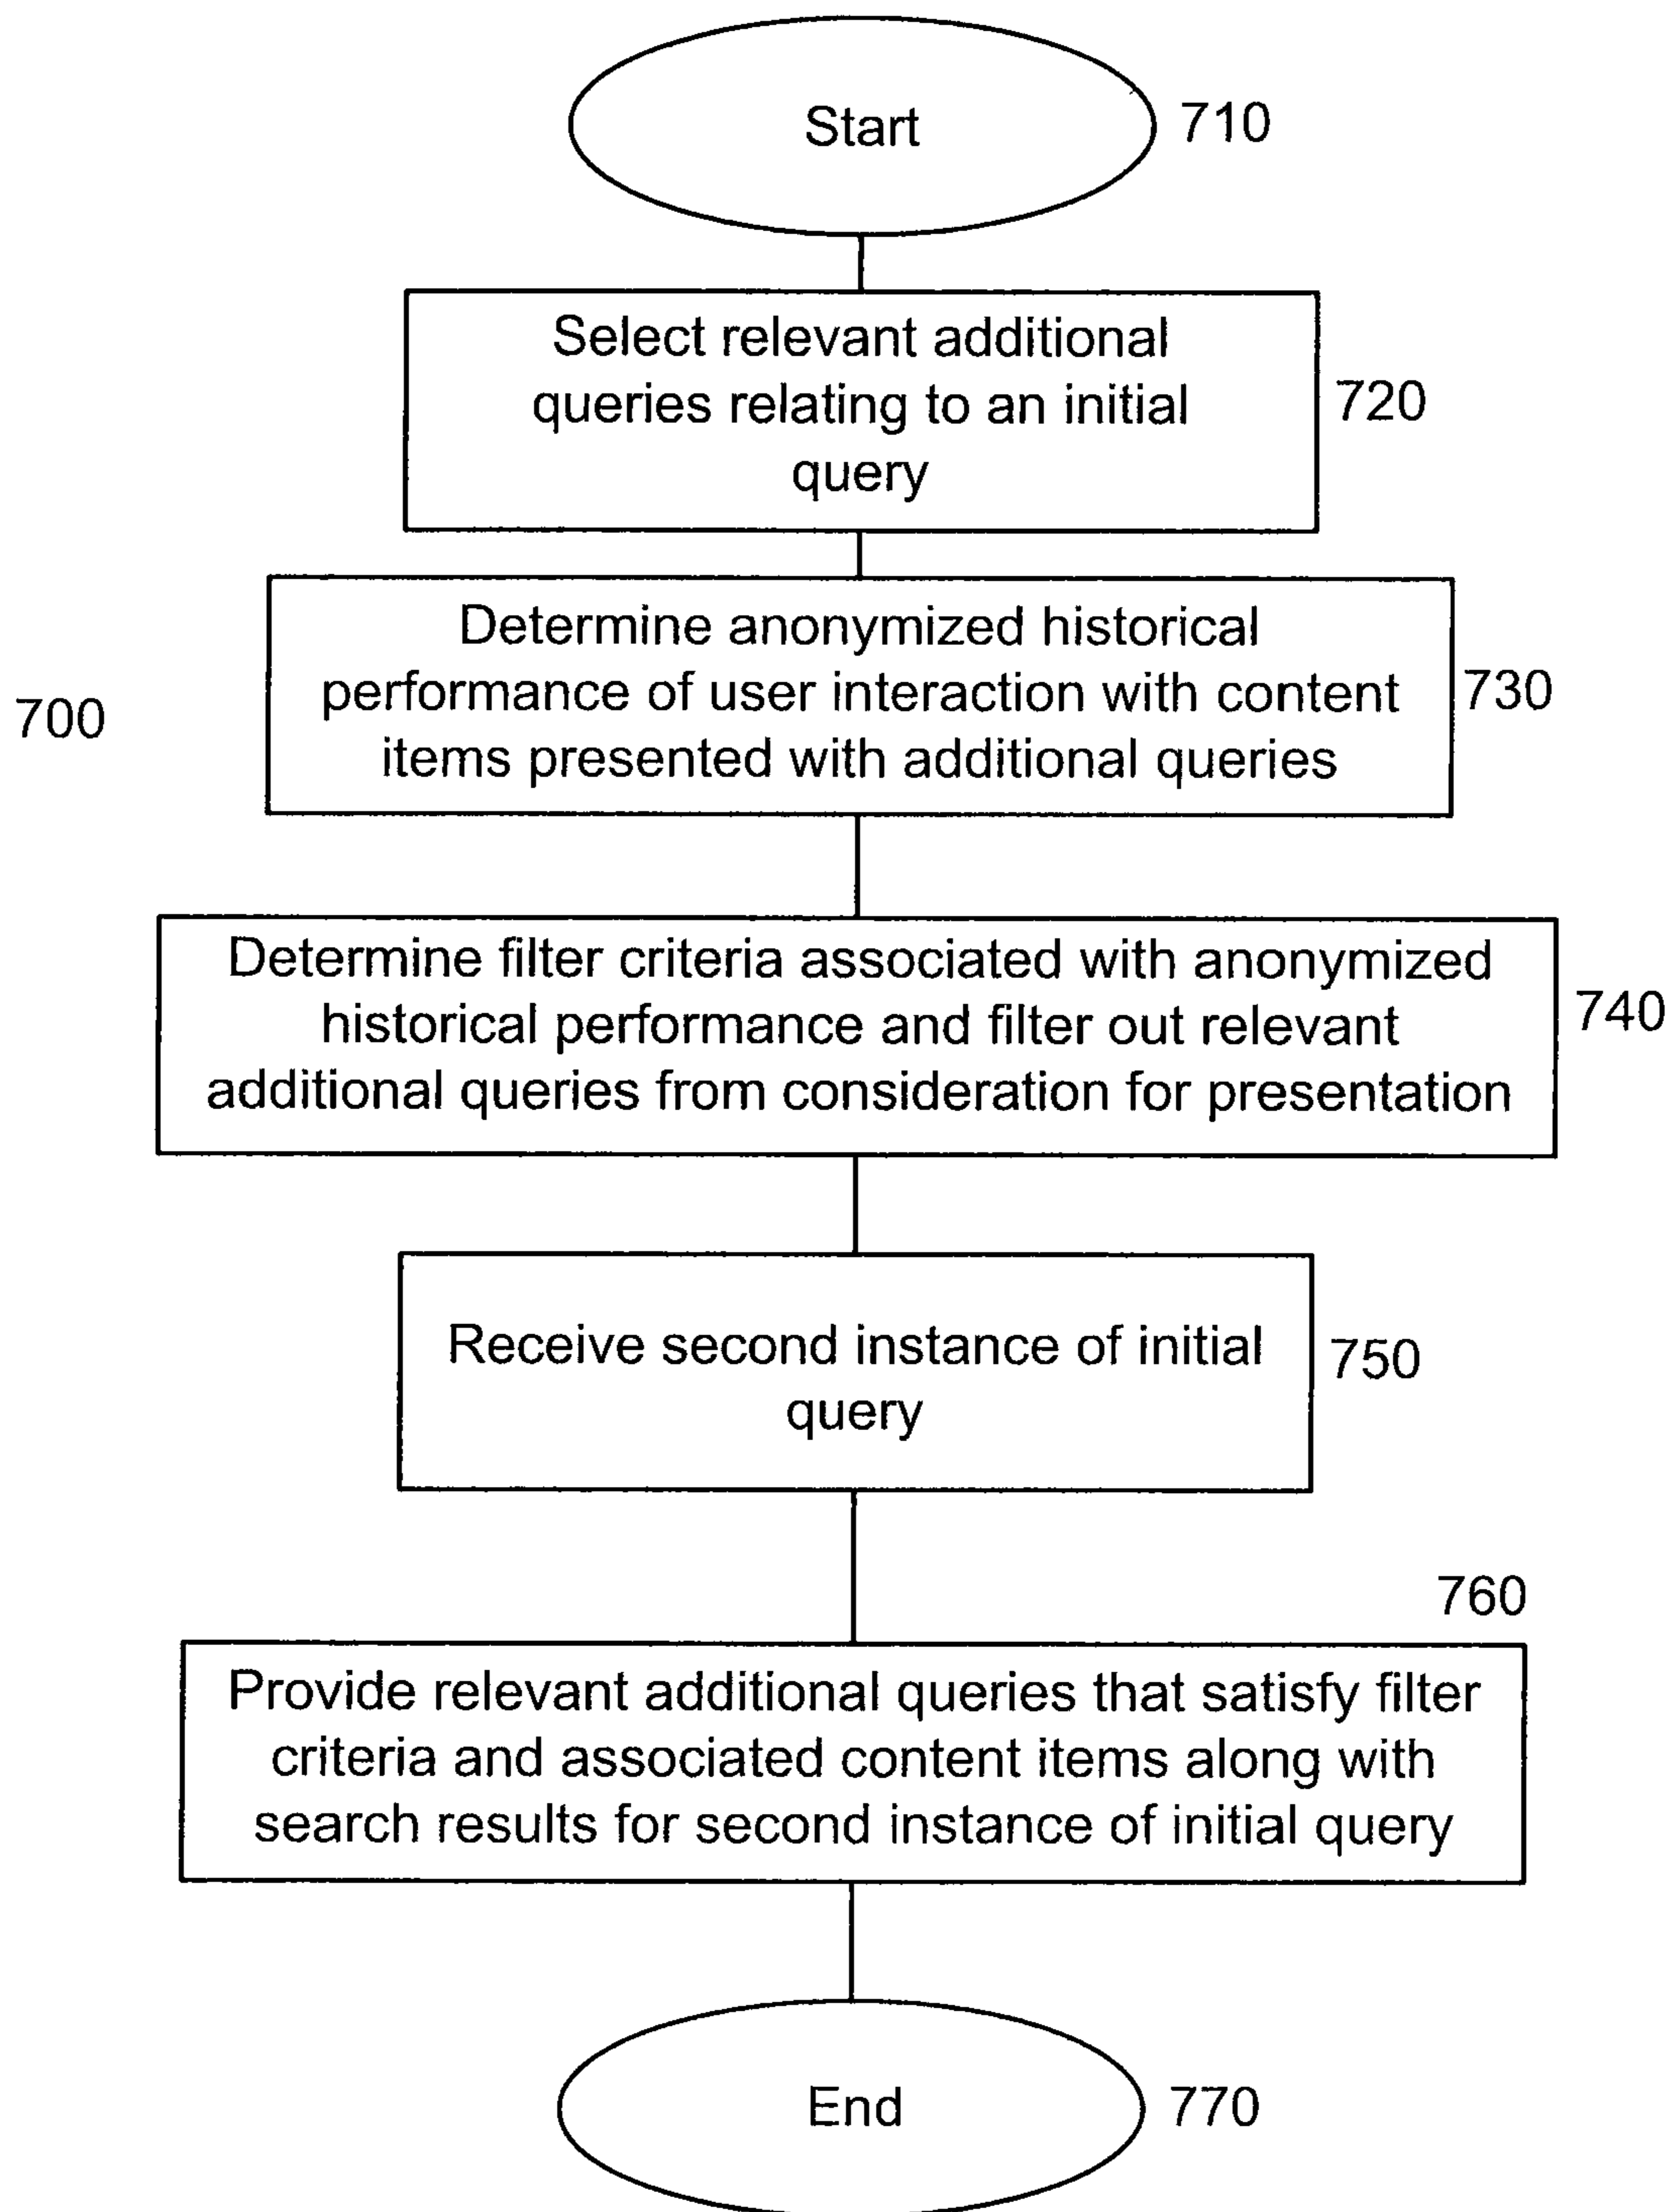 Start
710
Select relevant additional
queries relating to an initial
query
720
Determine anonymized historical
performance of user interaction with content
items presented with additional queries
730
700
Determine filter criteria associated with anonymized
historical performance and filter out relevant
additional queries from consideration for presentation
740
Receive second instance of initial
query
750
760
Provide relevant additional queries that satisfy filter
criteria and associated content items along with
search results for second instance of initial query
End
770